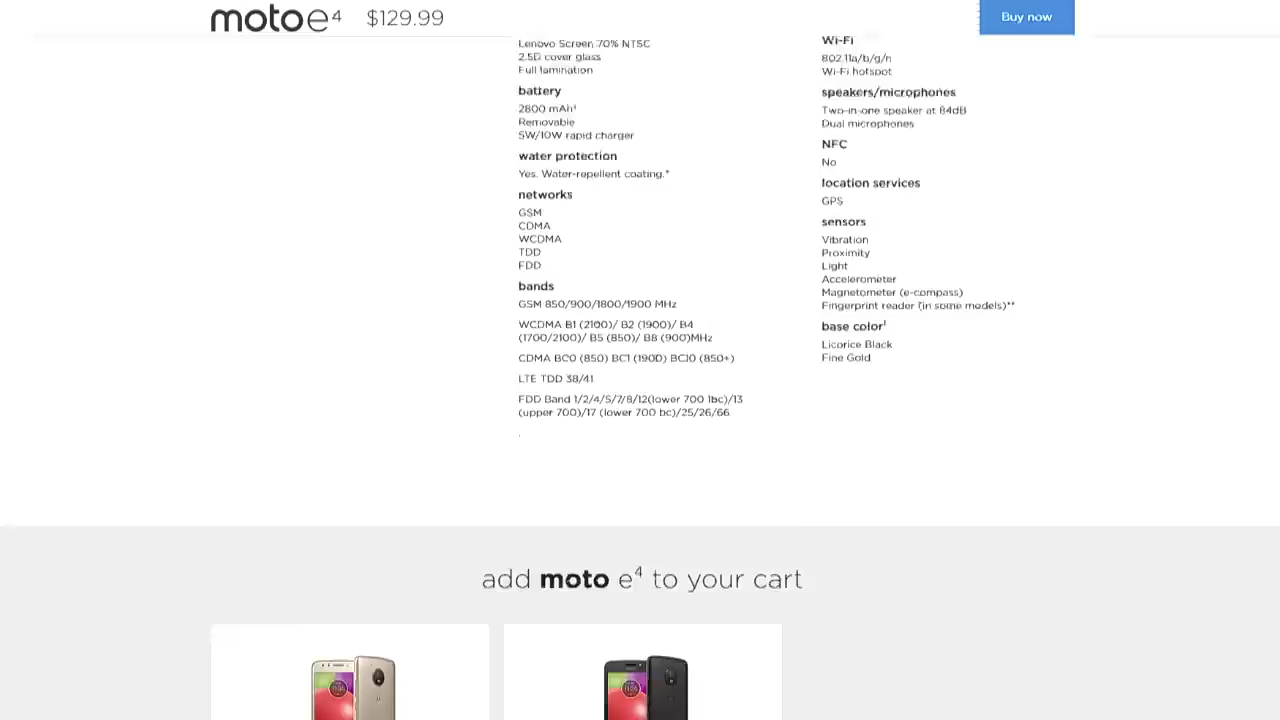 moto e⁴ $129.99
Buy now
Lenovo Screen 70% NTSC
2.5D cover glass
Full lamination
battery
2800 mAh¹
Removable
5W/10W rapid charger
water protection
Yes. Water-repellent coating.*
networks
GSM
CDMA
WCDMA
TDD
FDD
bands
GSM 850/900/1800/1900 MHz
WCDMA B1 (2100)/ B2 (1900)/ B4
(1700/2100)/ B5 (850)/ B8 (900)MHz
CDMA BC0 (850) BC1 (1900) BC10 (850+)
LTE TDD 38/41
FDD Band 1/2/4/5/7/8/12(lower 700 lbc)/13
(upper 700)/17 (lower 700 bc)/25/26/66
.
Wi-Fi
802.11a/b/g/n
Wi-Fi hotspot
speakers/microphones
Two-in-one speaker at 84dB
Dual microphones
NFC
No
location services
GPS
sensors
Vibration
Proximity
Light
Accelerometer
Magnetometer (e-compass)
Fingerprint reader (in some models)**
base color¹
Licorice Black
Fine Gold
add moto e⁴ to your cart